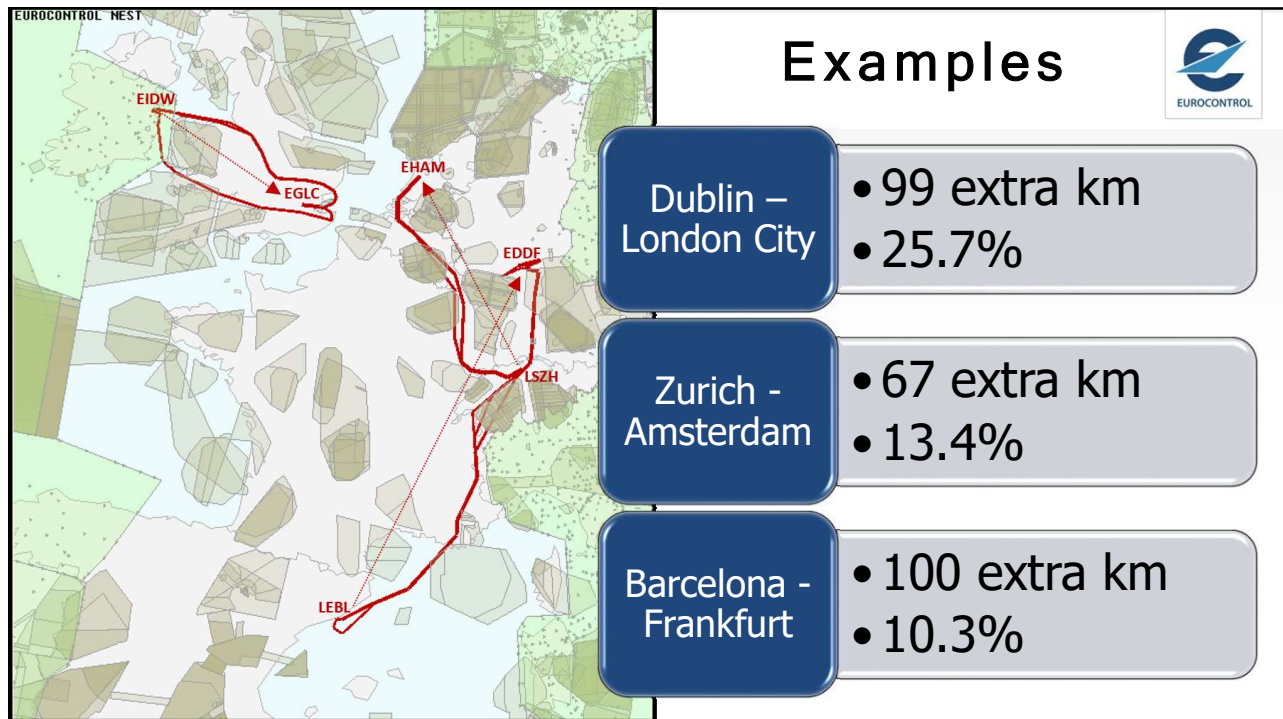 EUROCONTROL NEST
EIDW
EGLC
EHAM
EDDF
LSZH
LEBL
Examples
EUROCONTROL
Dublin –
London City
• 99 extra km
• 25.7%
Zurich -
Amsterdam
• 67 extra km
• 13.4%
Barcelona -
Frankfurt
• 100 extra km
• 10.3%